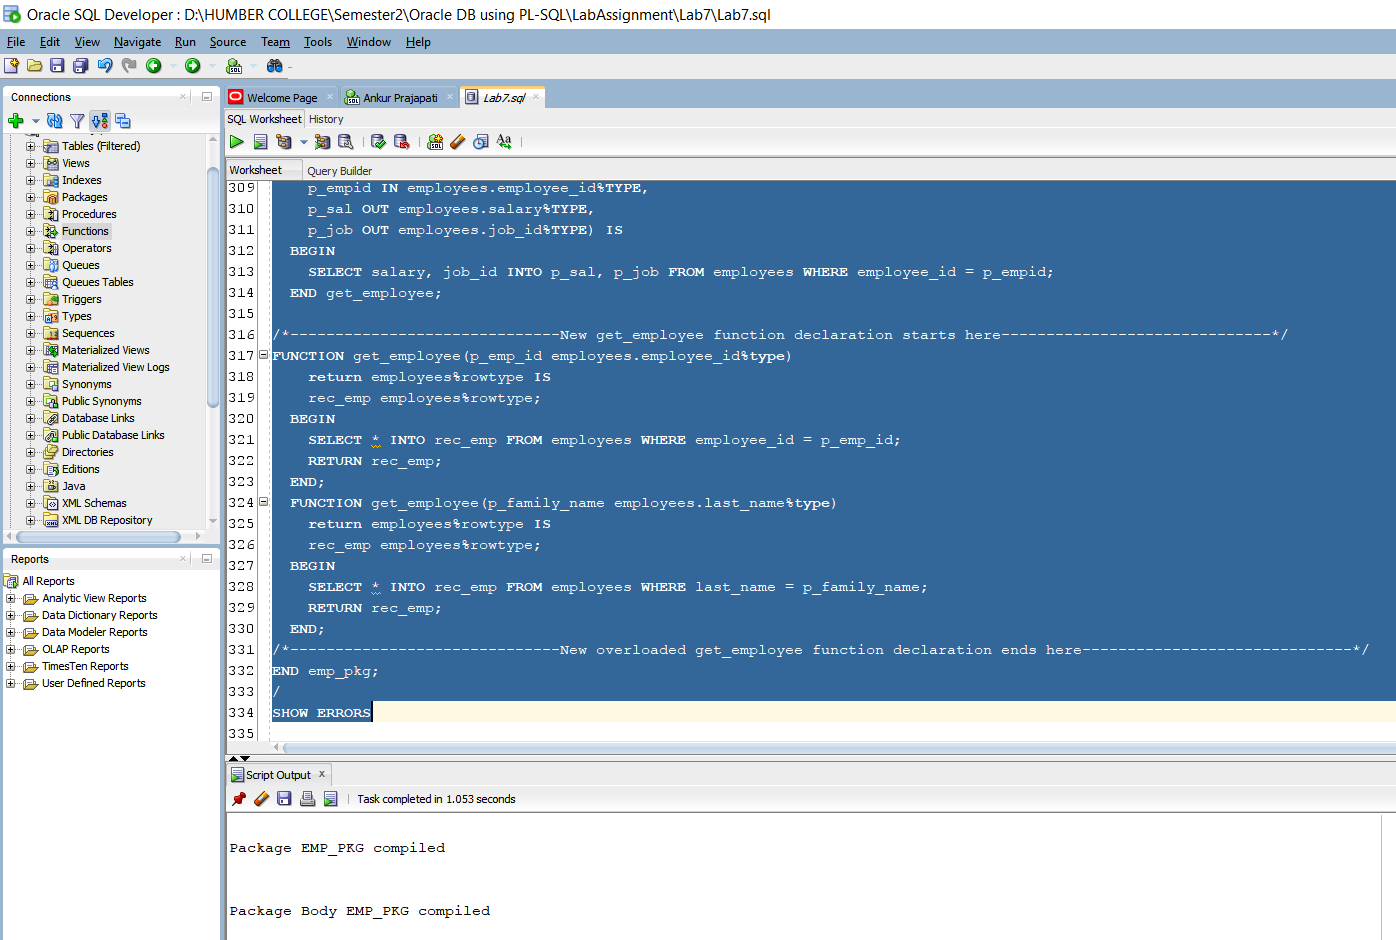 Oracle SQL Developer : D:\HUMBER COLLEGE\Semester2\Oracle DB using PL-SQL\LabAssignment\Lab7\Lab7.sql
File Edit View Navigate Run Source Team Tools Window Help
Connections
Tables (Filtered)
Views
Indexes
Packages
Procedures
Functions
Operators
Queues
Queues Tables
Triggers
Types
Sequences
Materialized Views
Materialized View Logs
Synonyms
Public Synonyms
Database Links
Public Database Links
Directories
Editions
Java
XML Schemas
XML DB Repository
Reports
All Reports
Analytic View Reports
Data Dictionary Reports
Data Modeler Reports
OLAP Reports
TimesTen Reports
User Defined Reports
Welcome Page Ankur Prajapati Lab7.sql
SQL Worksheet History
Worksheet Query Builder
309 p_empid IN employees.employee_id%TYPE,
310 p_sal OUT employees.salary%TYPE,
311 p_job OUT employees.job_id%TYPE) IS
312 BEGIN
313 SELECT salary, job_id INTO p_sal, p_job FROM employees WHERE employee_id = p_empid;
314 END get_employee;
315
316 /*------------------------------New get_employee function declaration starts here------------------------------*/
317 FUNCTION get_employee(p_emp_id employees.employee_id%type)
318 return employees%rowtype IS
319 rec_emp employees%rowtype;
320 BEGIN
321 SELECT * INTO rec_emp FROM employees WHERE employee_id = p_emp_id;
322 RETURN rec_emp;
323 END;
324 FUNCTION get_employee(p_family_name employees.last_name%type)
325 return employees%rowtype IS
326 rec_emp employees%rowtype;
327 BEGIN
328 SELECT * INTO rec_emp FROM employees WHERE last_name = p_family_name;
329 RETURN rec_emp;
330 END;
331 /*------------------------------New overloaded get_employee function declaration ends here------------------------------*/
332 END emp_pkg;
333 /
334 SHOW ERRORS
335
Script Output
Task completed in 1.053 seconds
Package EMP_PKG compiled
Package Body EMP_PKG compiled